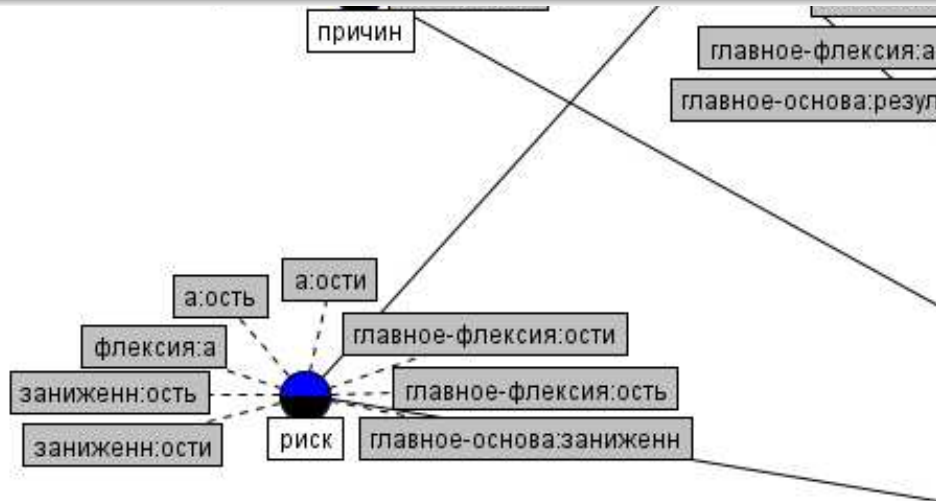 причин
главное-флексия:а
главное-основа:резул
а:ости
а:ость
главное-флексия:ости
флексия:а
заниженн:ость
главное-флексия:ость
риск
главное-основа:заниженн
заниженн:ости